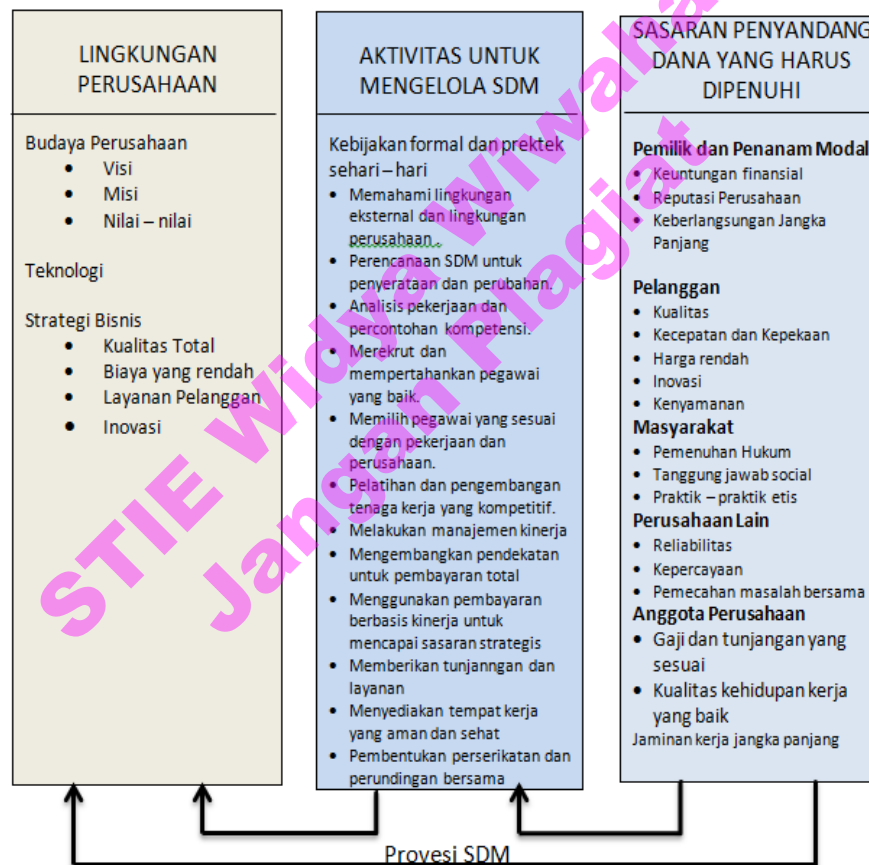 LINGKUNGAN
PERUSAHAAN
Budaya Perusahaan
• Visi
• Misi
• Nilai – nilai
Teknologi
Strategi Bisnis
• Kualitas Total
• Biaya yang rendah
• Layanan Pelanggan
• Inovasi
AKTIVITAS UNTUK
MENGELOLA SDM
Kebijakan formal dan prektek
sehari – hari
• Memahami lingkungan
eksternal dan lingkungan
perusahaan .
• Perencanaan SDM untuk
penyerataan dan perubahan.
• Analisis pekerjaan dan
percontohan kompetensi.
• Merekrut dan
mempertahankan pegawai
yang baik.
• Memilih pegawai yang sesuai
dengan pekerjaan dan
perusahaan.
• Pelatihan dan pengembangan
tenaga kerja yang kompetitif.
• Melakukan manajemen kinerja
• Mengembangkan pendekatan
untuk pembayaran total
• Menggunakan pembayaran
berbasis kinerja untuk
mencapai sasaran strategis
• Memberikan tunjanngan dan
layanan
• Menyediakan tempat kerja
yang aman dan sehat
• Pembentukan perserikatan dan
perundingan bersama
SASARAN PENYANDANG
DANA YANG HARUS
DIPENUHI
Pemilik dan Penanam Modal
• Keuntungan finansial
• Reputasi Perusahaan
• Keberlangsungan Jangka
Panjang
Pelanggan
• Kualitas
• Kecepatan dan Kepekaan
• Harga rendah
• Inovasi
• Kenyamanan
Masyarakat
• Pemenuhan Hukum
• Tanggung jawab social
• Praktik – praktik etis
Perusahaan Lain
• Reliabilitas
• Kepercayaan
• Pemecahan masalah bersama
Anggota Perusahaan
• Gaji dan tunjangan yang
sesuai
• Kualitas kehidupan kerja
yang baik
Jaminan kerja jangka panjang
Provesi SDM
STIE Widya Wiwaha
Jangan Plagiat